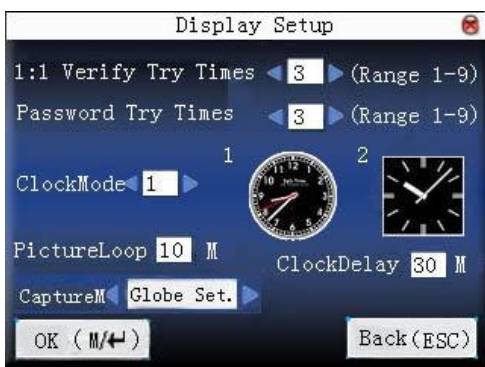 Display Setup
1:1 Verify Try Times 3 (Range 1-9)
Password Try Times 3 (Range 1-9)
1 2
ClockMode 1
PictureLoop 10 M
ClockDelay 30 M
CaptureM Globe Set.
OK (M/↵) Back(ESC)